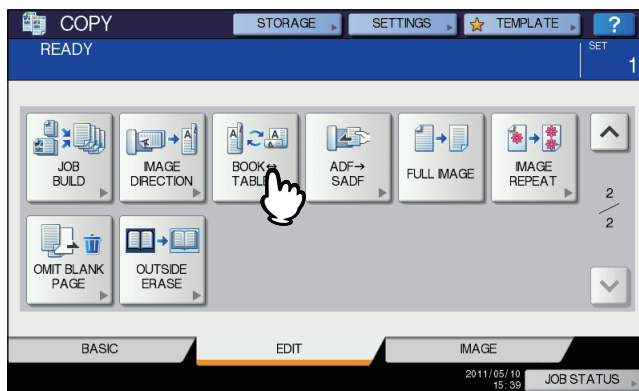 COPY
STORAGE
SETTINGS
TEMPLATE
?
READY
SET
1
JOB
BUILD
IMAGE
DIRECTION
BOOK↔
TABLE
ADF→
SADF
FULL IMAGE
IMAGE
REPEAT
2
2
OMIT BLANK
PAGE
OUTSIDE
ERASE
BASIC
EDIT
IMAGE
2011/05/10
15:39
JOB STATUS